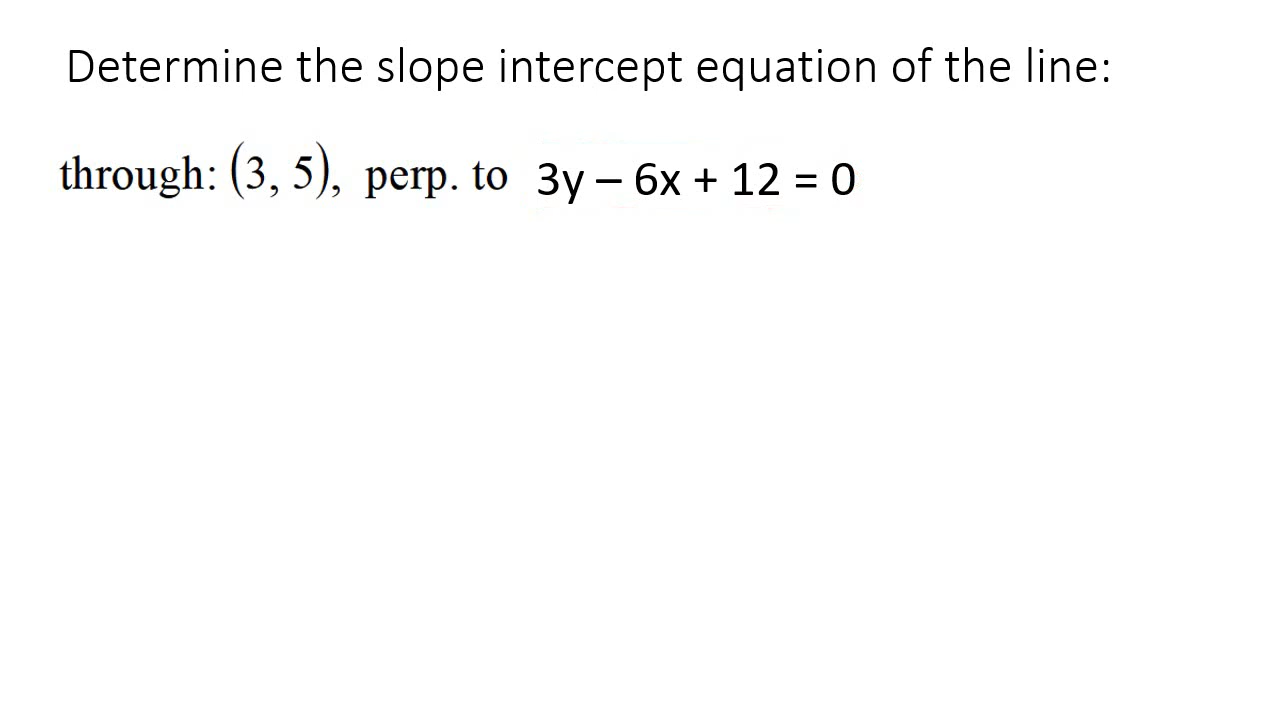 Determine the slope intercept equation of the line:
through: (3, 5), perp. to 3y – 6x + 12 = 0